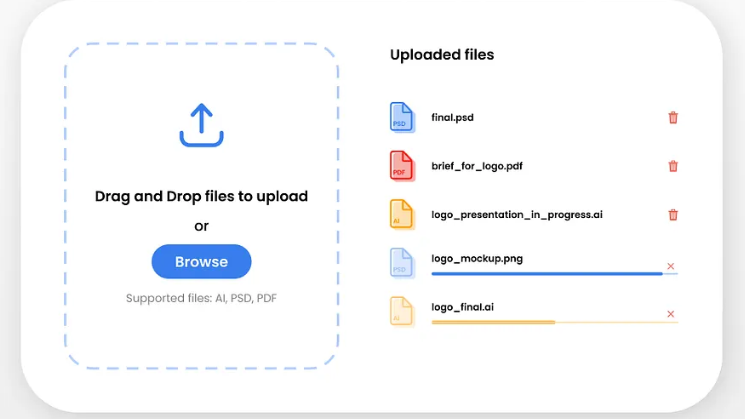 Drag and Drop files to upload
or
Browse
Supported files: AI, PSD, PDF
Uploaded files
PSD
final.psd
PDF
brief_for_logo.pdf
AI
logo_presentation_in_progress.ai
PSD
logo_mockup.png
AI
logo_final.ai